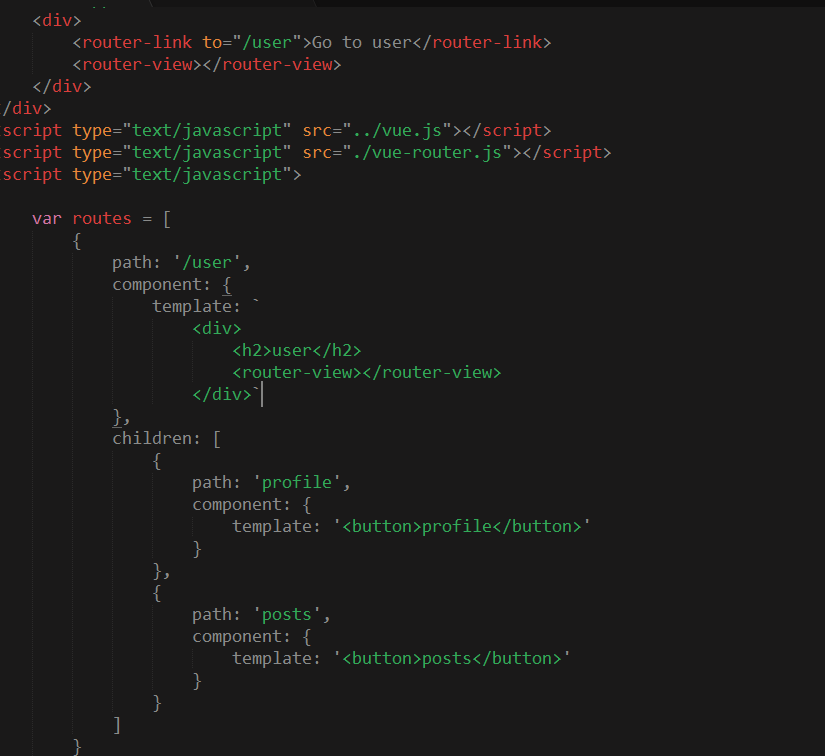 <div>
<router-link to="/user">Go to user</router-link>
<router-view></router-view>
</div>
/div>
script type="text/javascript" src="../vue.js"></script>
script type="text/javascript" src="./vue-router.js"></script>
script type="text/javascript">
var routes = [
{
path: '/user',
component: {
template: `
<div>
<h2>user</h2>
<router-view></router-view>
</div>`
},
children: [
{
path: 'profile',
component: {
template: '<button>profile</button>'
}
},
{
path: 'posts',
component: {
template: '<button>posts</button>'
}
}
]
}